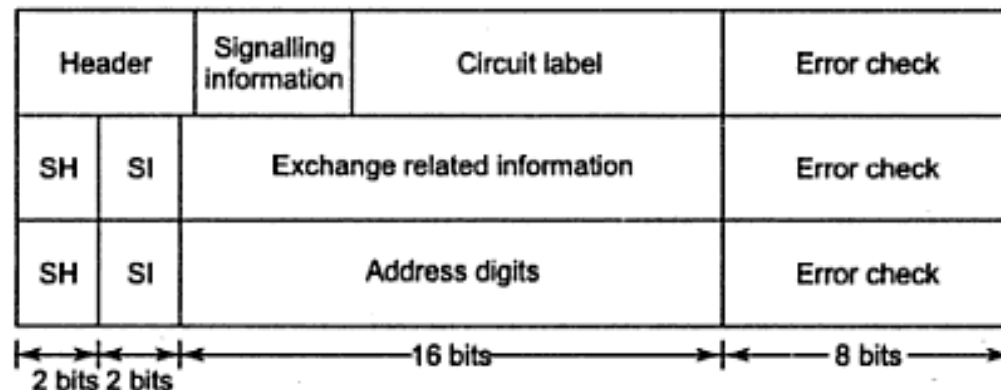 Header Signalling information Circuit label Error check
SH SI Exchange related information Error check
SH SI Address digits Error check
2 bits 2 bits 16 bits 8 bits